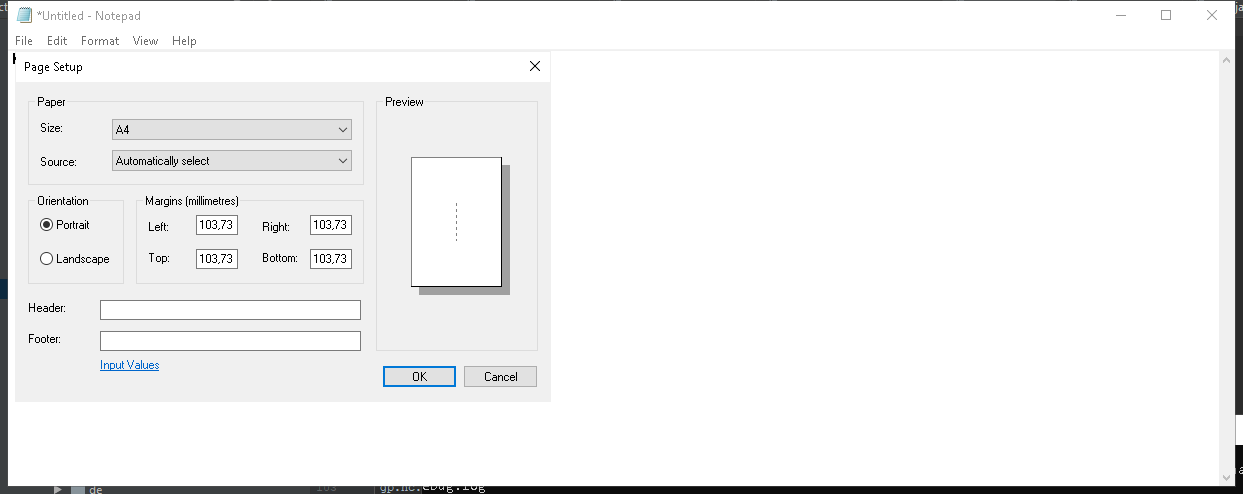 *Untitled - Notepad
File Edit Format View Help
Page Setup
Paper
Size: A4
Source: Automatically select
Preview
Orientation
Portrait
Landscape
Margins (millimetres)
Left: 103,73 Right: 103,73
Top: 103,73 Bottom: 103,73
Header:
Footer:
Input Values
OK Cancel
de